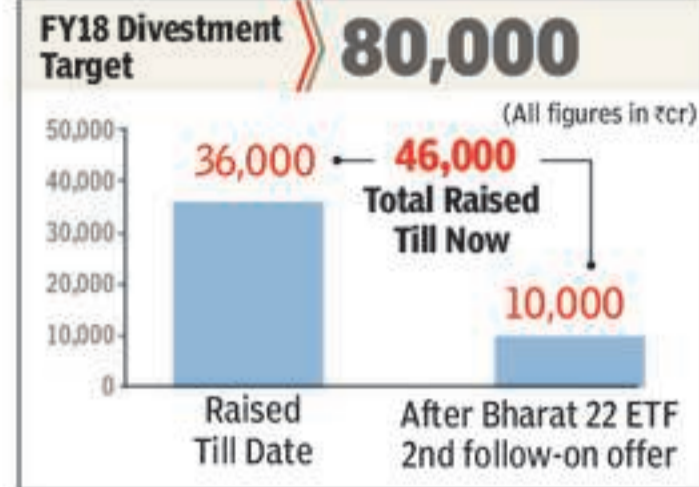 FY18 Divestment
Target
80,000
(All figures in ₹cr)
50,000
40,000
30,000
20,000
10,000
0
36,000
46,000
Total Raised
Till Now
10,000
Raised
Till Date
After Bharat 22 ETF
2nd follow-on offer